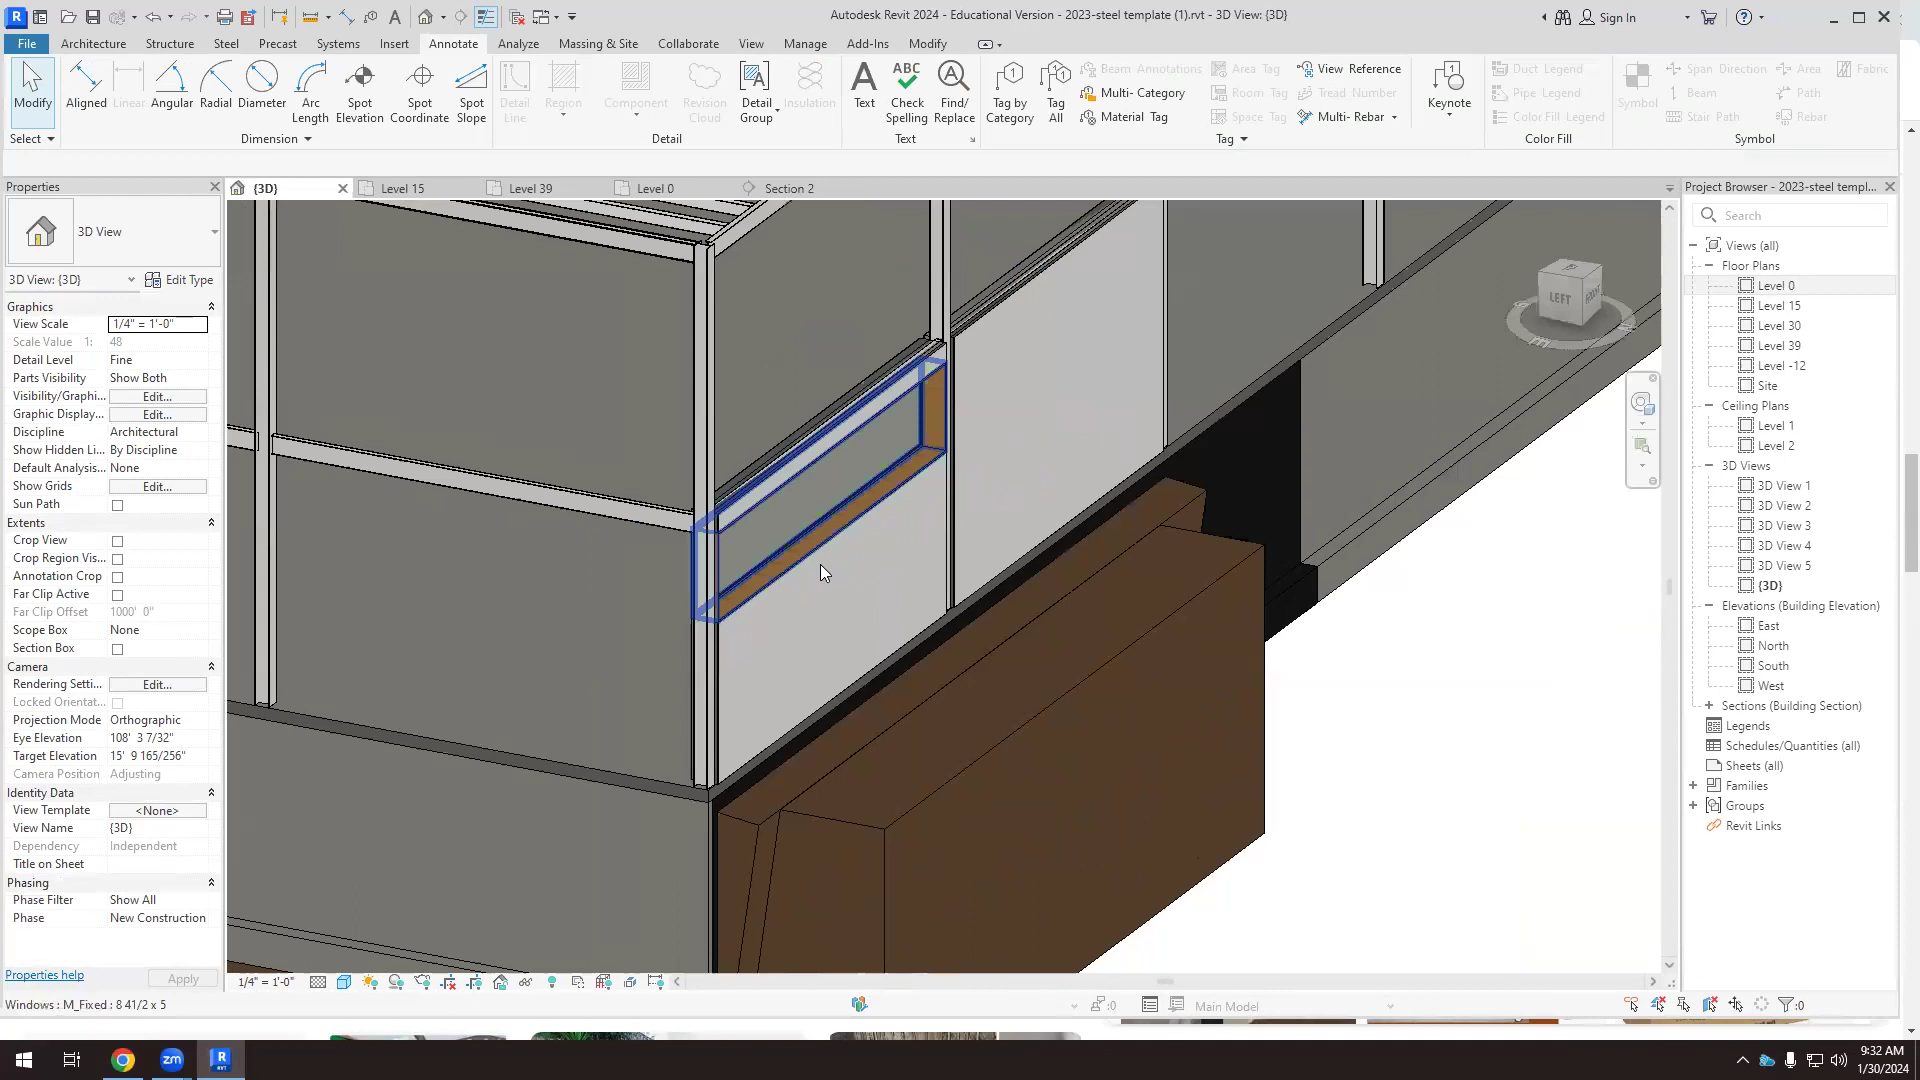 Autodesk Revit 2024 - Educational Version - 2023-steel template (1).rvt - 3D View: {3D}
Sign In
File Architecture Structure Steel Precast Systems Insert Annotate Analyze Massing & Site Collaborate View Manage Add-Ins Modify
Modify Aligned Linear Angular Radial Diameter Arc Length Spot Elevation Spot Coordinate Spot Slope
Detail Line Region Component Revision Cloud Detail Group Insulation
Text Check Spelling Find/ Replace
Tag by Category Tag All Beam Annotations Multi- Category Material Tag
Area Tag Room Tag Space Tag
View Reference Tread Number Multi- Rebar
Keynote
Duct Legend Pipe Legend Color Fill Legend
Symbol Span Direction Beam Stair Path Area Path Rebar Fabric
Select Dimension Detail Text Tag Color Fill Symbol
Properties
{3D} Level 15 Level 39 Level 0 Section 2
3D View
3D View: {3D} Edit Type
Graphics
View Scale 1/4" = 1'-0"
Scale Value 1: 48
Detail Level Fine
Parts Visibility Show Both
Visibility/Graphi... Edit...
Graphic Display... Edit...
Discipline Architectural
Show Hidden Li... By Discipline
Default Analysis... None
Show Grids Edit...
Sun Path
Extents
Crop View
Crop Region Vis...
Annotation Crop
Far Clip Active
Far Clip Offset 1000' 0"
Scope Box None
Section Box
Camera
Rendering Setti... Edit...
Locked Orientat...
Projection Mode Orthographic
Eye Elevation 108' 3 7/32"
Target Elevation 15' 9 165/256"
Camera Position Adjusting
Identity Data
View Template <None>
View Name {3D}
Dependency Independent
Title on Sheet
Phasing
Phase Filter Show All
Phase New Construction
Properties help Apply
LEFT
Project Browser - 2023-steel templ...
Search
Views (all)
Floor Plans
Level 0
Level 15
Level 30
Level 39
Level -12
Site
Ceiling Plans
Level 1
Level 2
3D Views
3D View 1
3D View 2
3D View 3
3D View 4
3D View 5
{3D}
Elevations (Building Elevation)
East
North
South
West
Sections (Building Section)
Legends
Schedules/Quantities (all)
Sheets (all)
Families
Groups
Revit Links
1/4" = 1'-0"
Windows : M_Fixed : 8 41/2 x 5
:0
Main Model
:0
zm
9:32 AM
1/30/2024